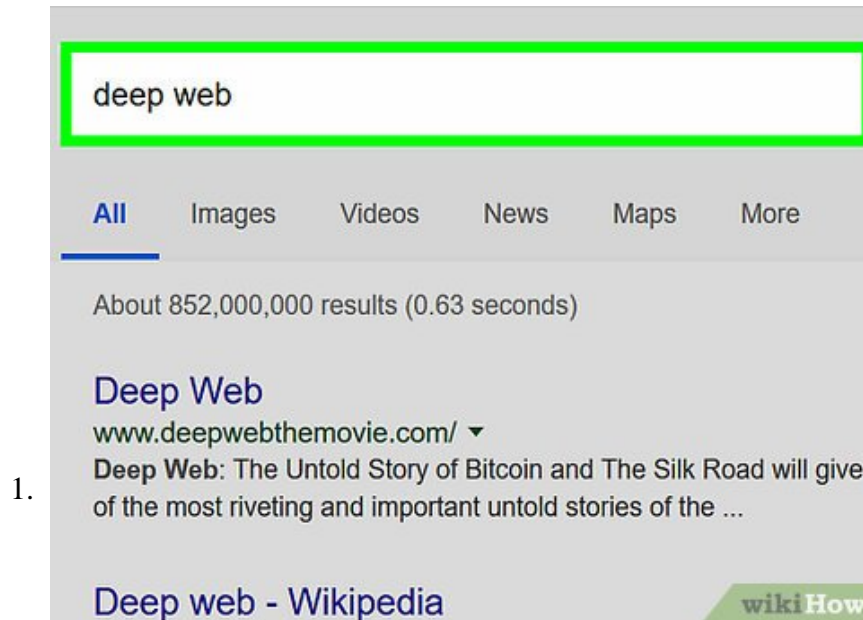 deep web
All Images Videos News Maps More
About 852,000,000 results (0.63 seconds)
Deep Web
www.deepwebthemovie.com/
Deep Web: The Untold Story of Bitcoin and The Silk Road will give
1.
of the most riveting and important untold stories of the ...
Deep web - Wikipedia
wikiHow